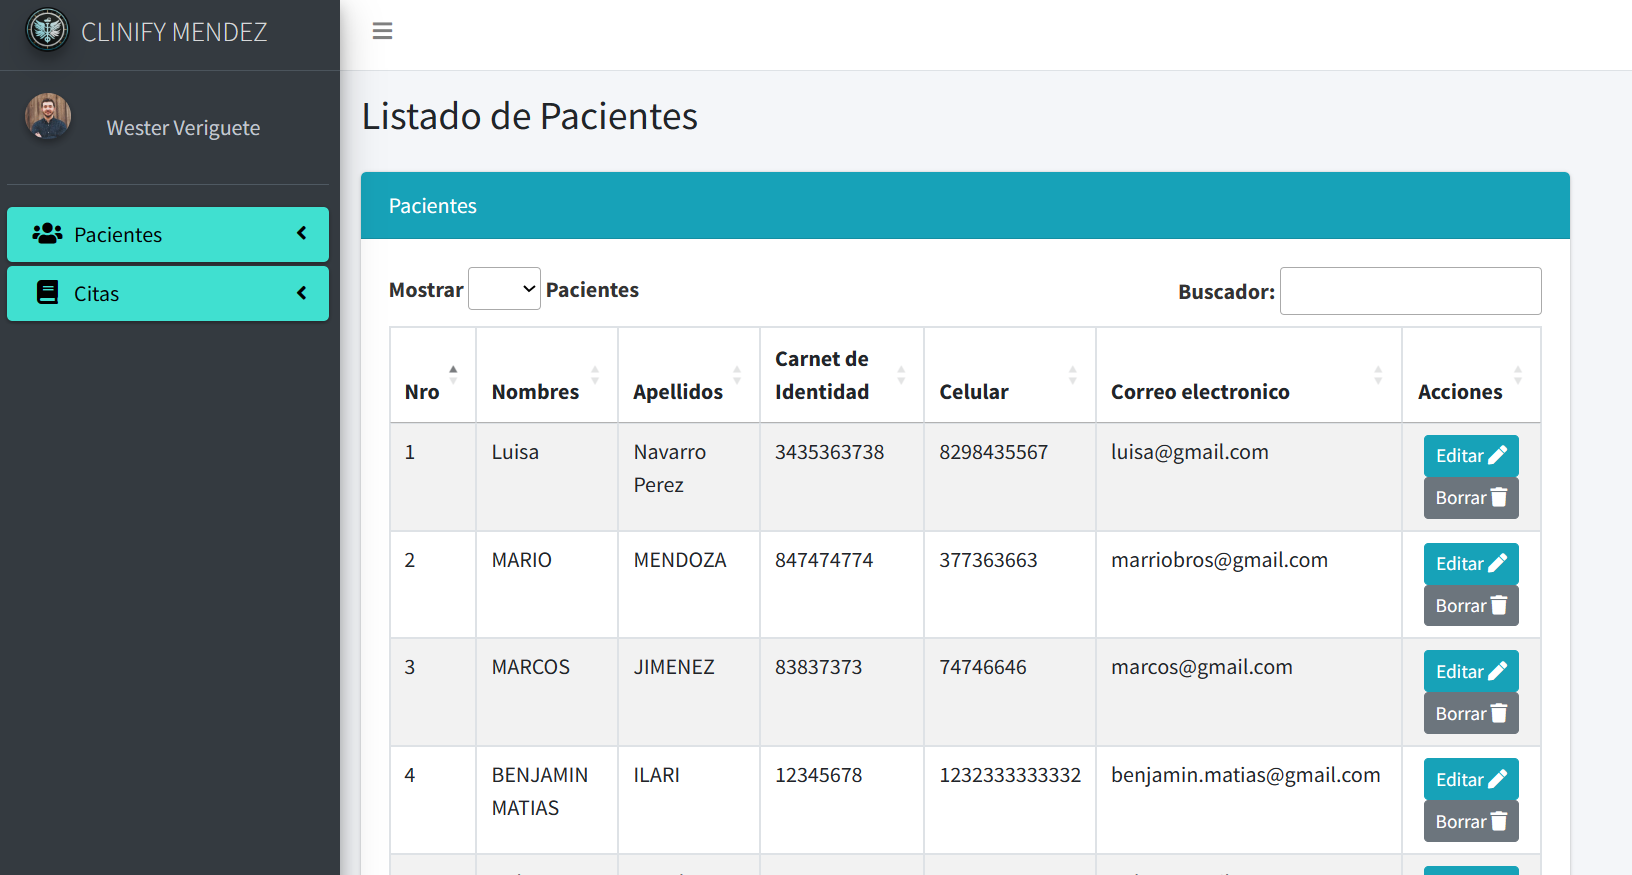 CLINIFY MENDEZ
Wester Veriguete
Pacientes
Citas
Listado de Pacientes
Pacientes
Mostrar Pacientes
Buscador:
Nro Nombres Apellidos Carnet de Identidad Celular Correo electronico Acciones
1 Luisa Navarro Perez 3435363738 8298435567 luisa@gmail.com Editar
Borrar
2 MARIO MENDOZA 847474774 377363663 marriobros@gmail.com Editar
Borrar
3 MARCOS JIMENEZ 83837373 74746646 marcos@gmail.com Editar
Borrar
4 BENJAMIN MATIAS ILARI 12345678 1232333333332 benjamin.matias@gmail.com Editar
Borrar